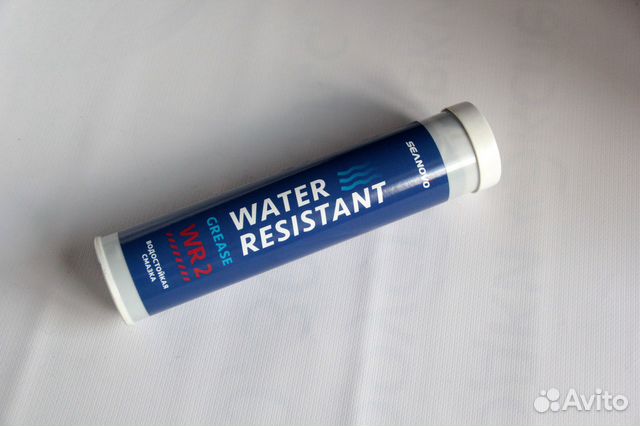 SEANOVO
WATER
RESISTANT
GREASE
WR 2
ВОДОСТОЙКАЯ
СМАЗКА
Avito